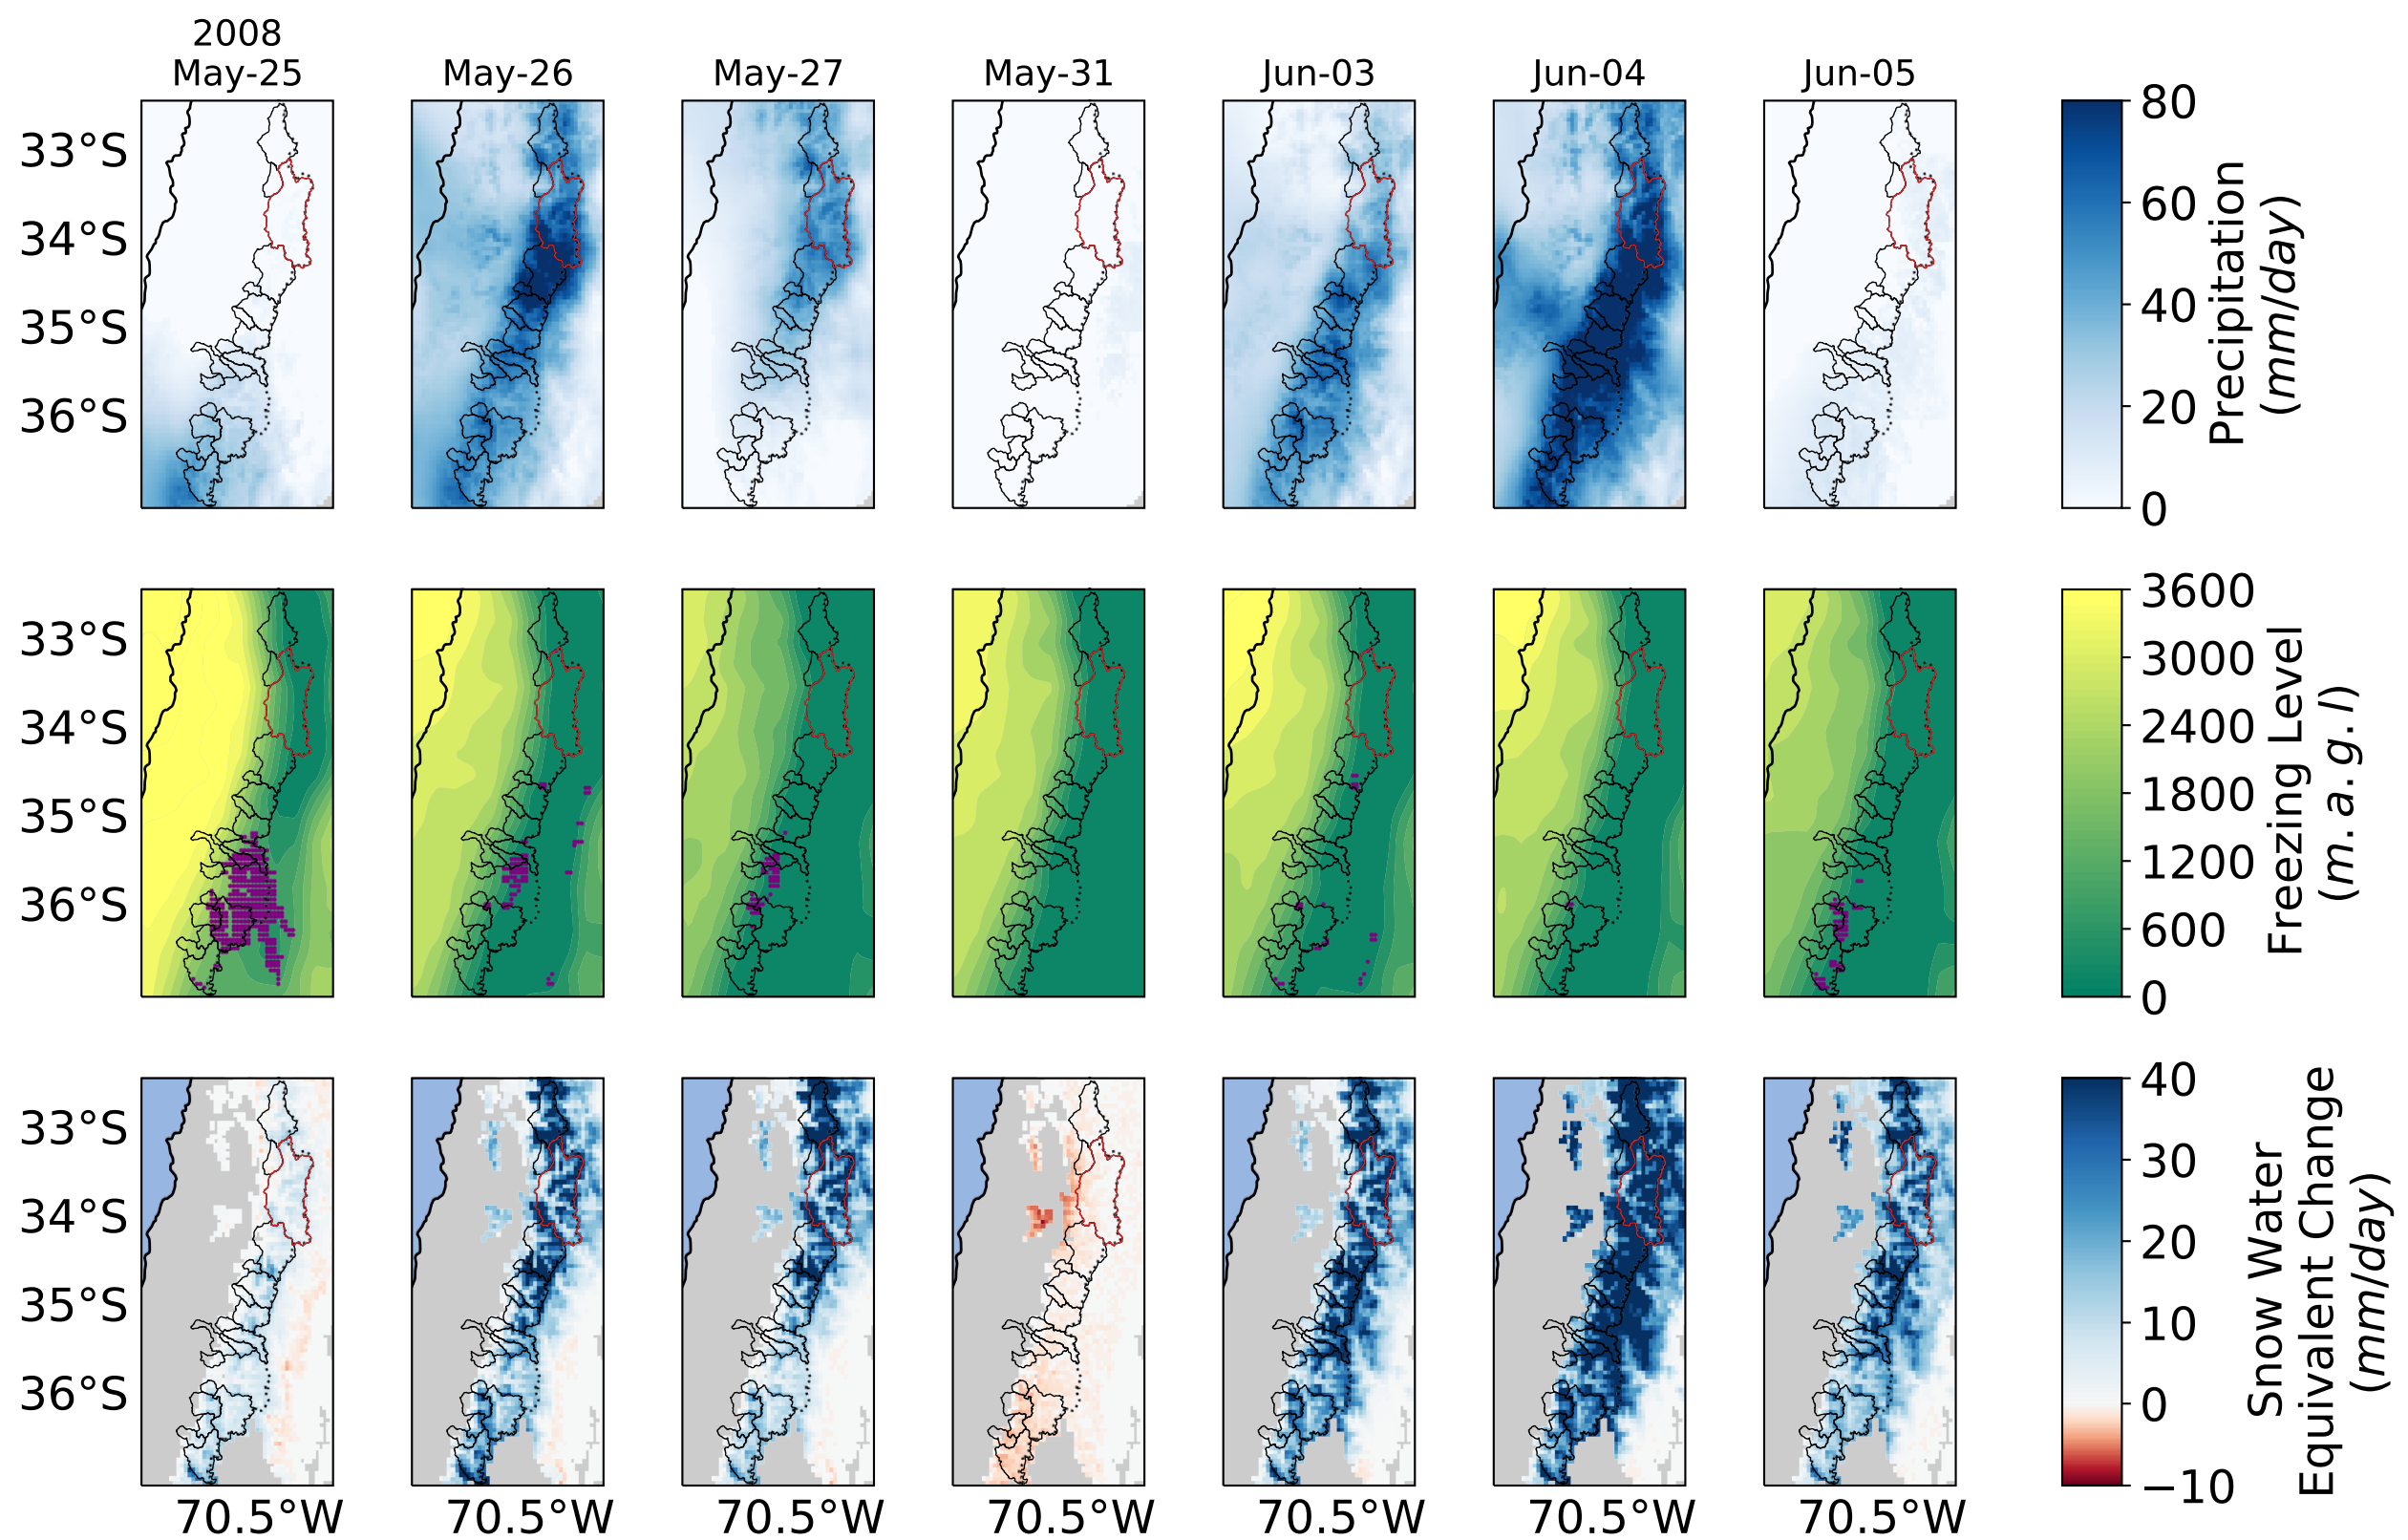 2008
May-25 May-26 May-27 May-31 Jun-03 Jun-04 Jun-05
33°S
34°S
35°S
36°S
80
60
40
20
0
Precipitation
(mm/day)
33°S
34°S
35°S
36°S
3600
3000
2400
1800
1200
600
0
Freezing Level
(m.a.g.l)
33°S
34°S
35°S
36°S
40
30
20
10
0
−10
Snow Water
Equivalent Change
(mm/day)
70.5°W 70.5°W 70.5°W 70.5°W 70.5°W 70.5°W 70.5°W